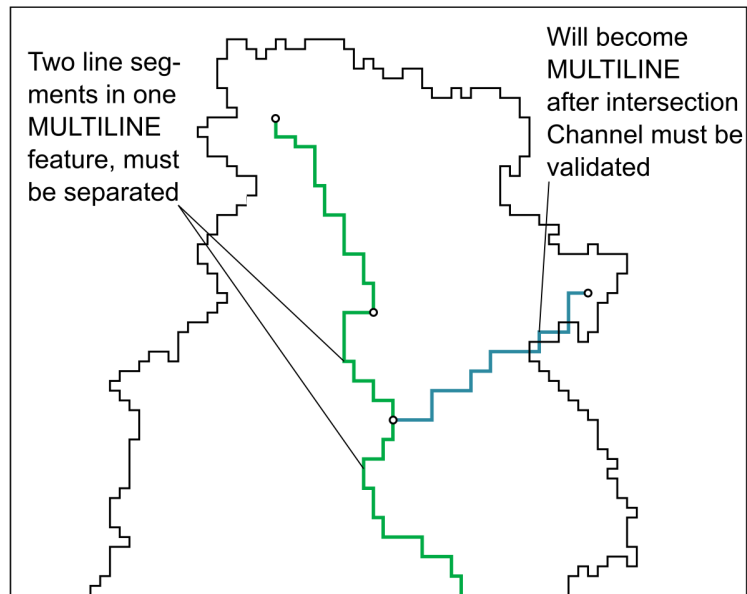 Two line seg-
ments in one
MULTILINE
feature, must
be separated
Will become
MULTILINE
after intersection
Channel must be
validated